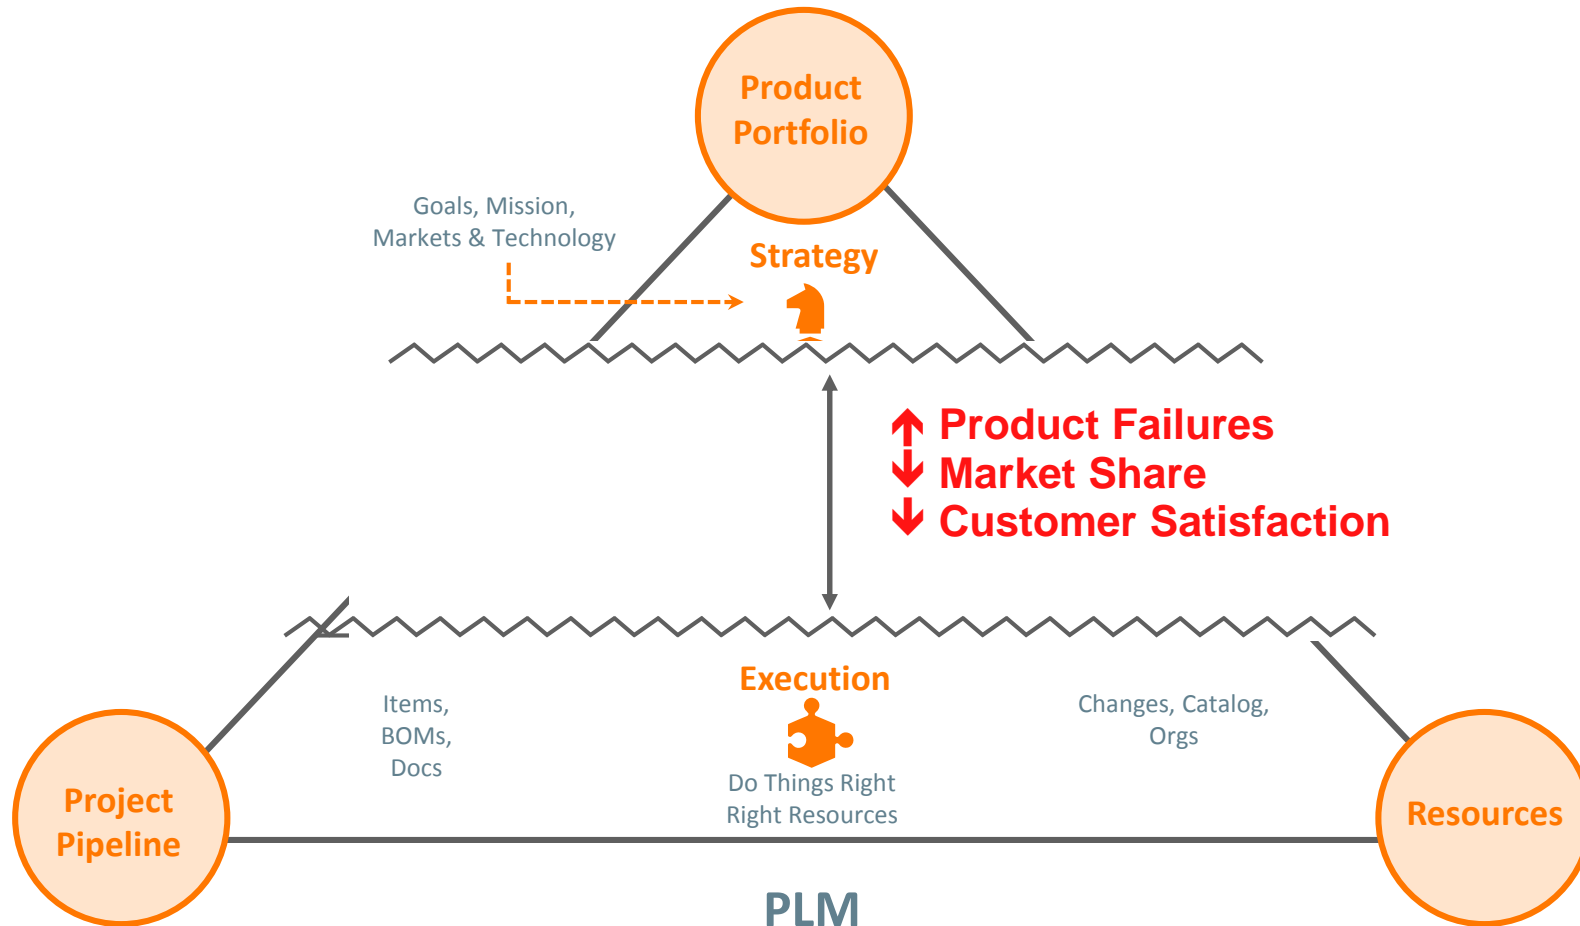 Product
Portfolio
Goals, Mission,
Markets & Technology
Strategy
Product Failures
Market Share
Customer Satisfaction
Execution
Items,
BOMs,
Docs
Changes, Catalog,
Orgs
Do Things Right
Right Resources
Project
Pipeline
Resources
PLM